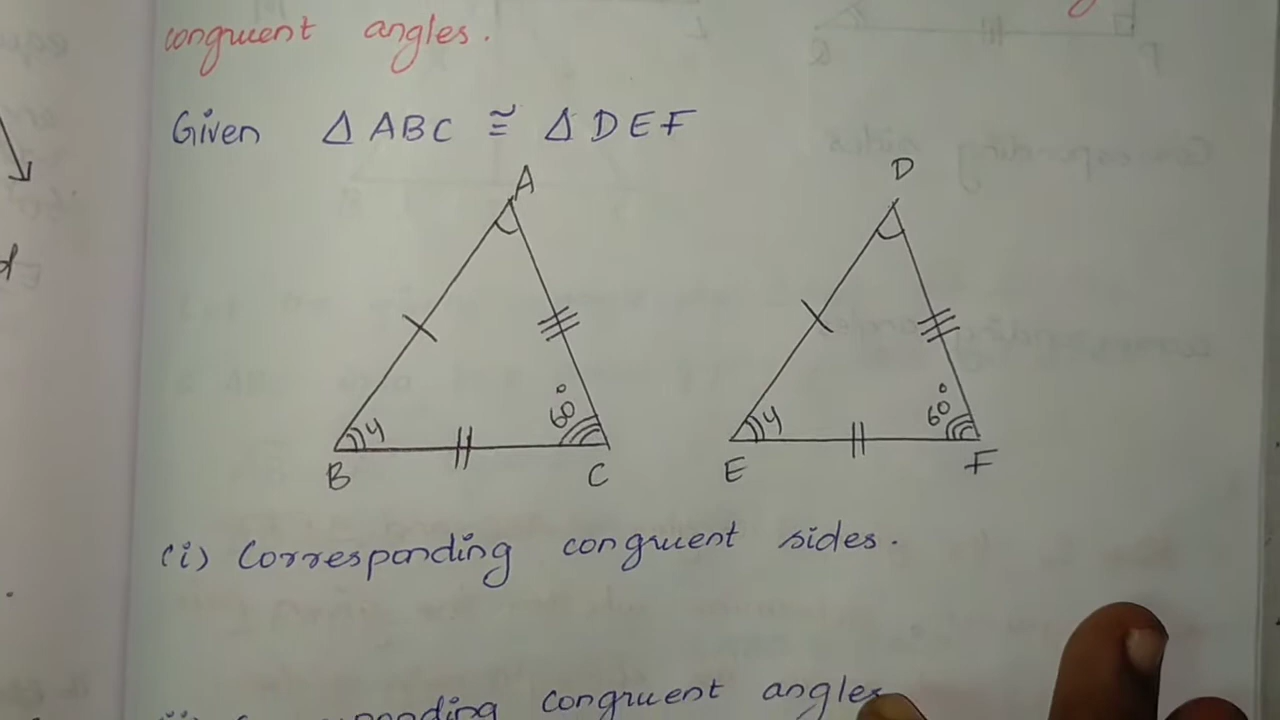 congruent angles.
Given △ ABC ≅ △ DEF
A
D
60°
60°
y
y
B
C
E
F
(i) Corresponding congruent sides.
congruent angles